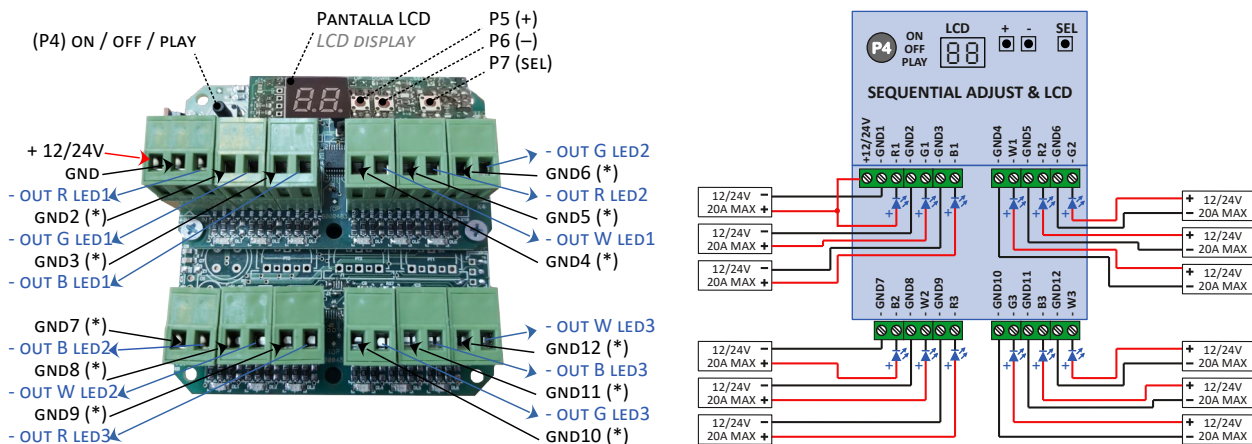 PANTALLA LCD
LCD DISPLAY
(P4) ON / OFF / PLAY
P5 (+)
P6 (–)
P7 (SEL)
+ 12/24V
GND
- OUT R LED1
GND2 (*)
- OUT G LED1
GND3 (*)
- OUT B LED1
- OUT G LED2
GND6 (*)
- OUT R LED2
GND5 (*)
- OUT W LED1
GND4 (*)
GND7 (*)
- OUT B LED2
GND8 (*)
- OUT W LED2
GND9 (*)
- OUT R LED3
- OUT W LED3
GND12 (*)
- OUT B LED3
GND11 (*)
- OUT G LED3
GND10 (*)
P4
ON
OFF
PLAY
LCD
+
-
SEL
SEQUENTIAL ADJUST & LCD
+12/24V
- GND1
- R1
- GND2
- G1
- GND3
- B1
- GND4
- W1
- GND5
- R2
- GND6
- G2
12/24V –
20A MAX +
12/24V –
20A MAX +
12/24V –
20A MAX +
+ 12/24V
– 20A MAX
+ 12/24V
– 20A MAX
+ 12/24V
– 20A MAX
- GND7
- B2
- GND8
- W2
- GND9
- R3
- GND10
- G3
- GND11
- B3
- GND12
- W3
12/24V –
20A MAX +
12/24V –
20A MAX +
12/24V –
20A MAX +
+ 12/24V
– 20A MAX
+ 12/24V
– 20A MAX
+ 12/24V
– 20A MAX